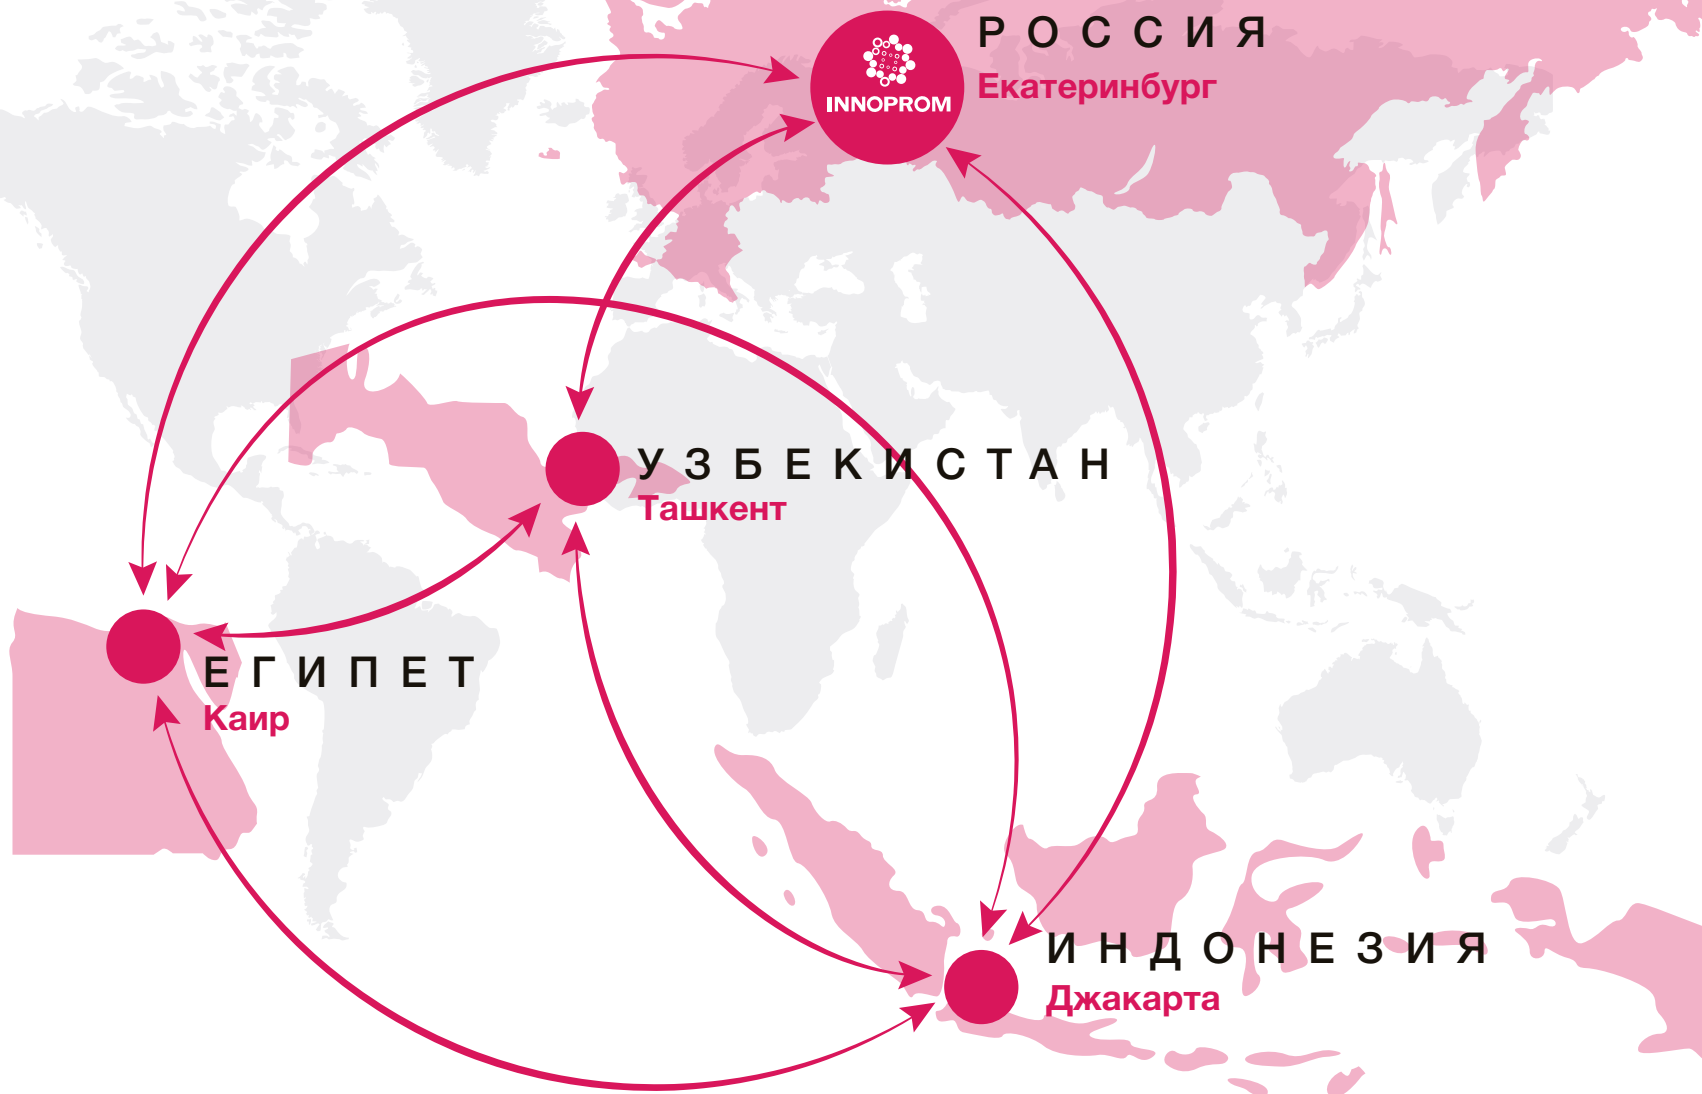 РОССИЯ
Екатеринбург
INNOPROM
УЗБЕКИСТАН
Ташкент
ЕГИПЕТ
Каир
ИНДОНЕЗИЯ
Джакарта